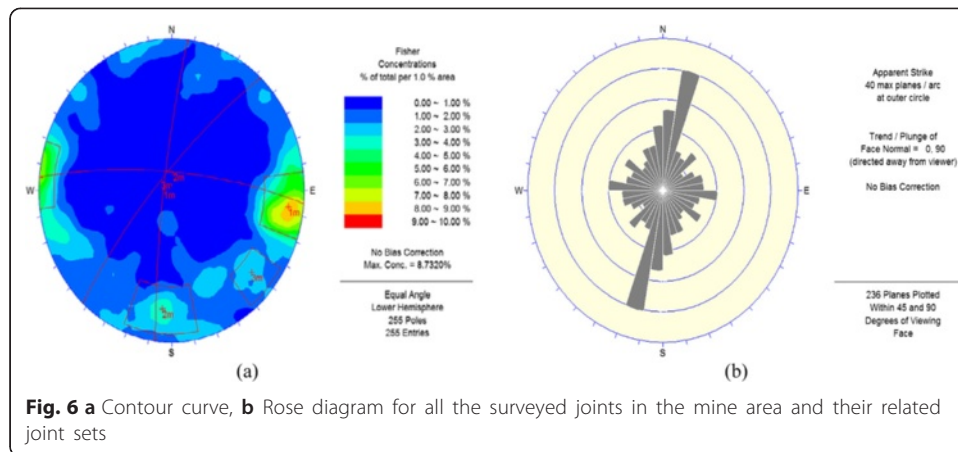 N
W
S
Fisher
Concentrations
% of total per 1.0 % area
0.00 ~ 1.00 %
1.00 ~ 2.00 %
2.00 ~ 3.00 %
3.00 ~ 4.00 %
4.00 ~ 5.00 %
5.00 ~ 6.00 %
6.00 ~ 7.00 %
7.00 ~ 8.00 %
8.00 ~ 9.00 %
9.00 ~ 10.00 %
No Bias Correction
Max. Conc. = 8.7320%
Equal Angle
Lower Hemisphere
255 Poles
255 Entries
(a)
N
W
E
S
Apparent Strike
40 max planes / arc
at outer circle
Trend / Plunge of
Face Normal = 0, 90
(directed away from viewer)
No Bias Correction
236 Planes Plotted
Within 45 and 90
Degrees of Viewing
Face
(b)
Fig. 6 a Contour curve, b Rose diagram for all the surveyed joints in the mine area and their related
joint sets